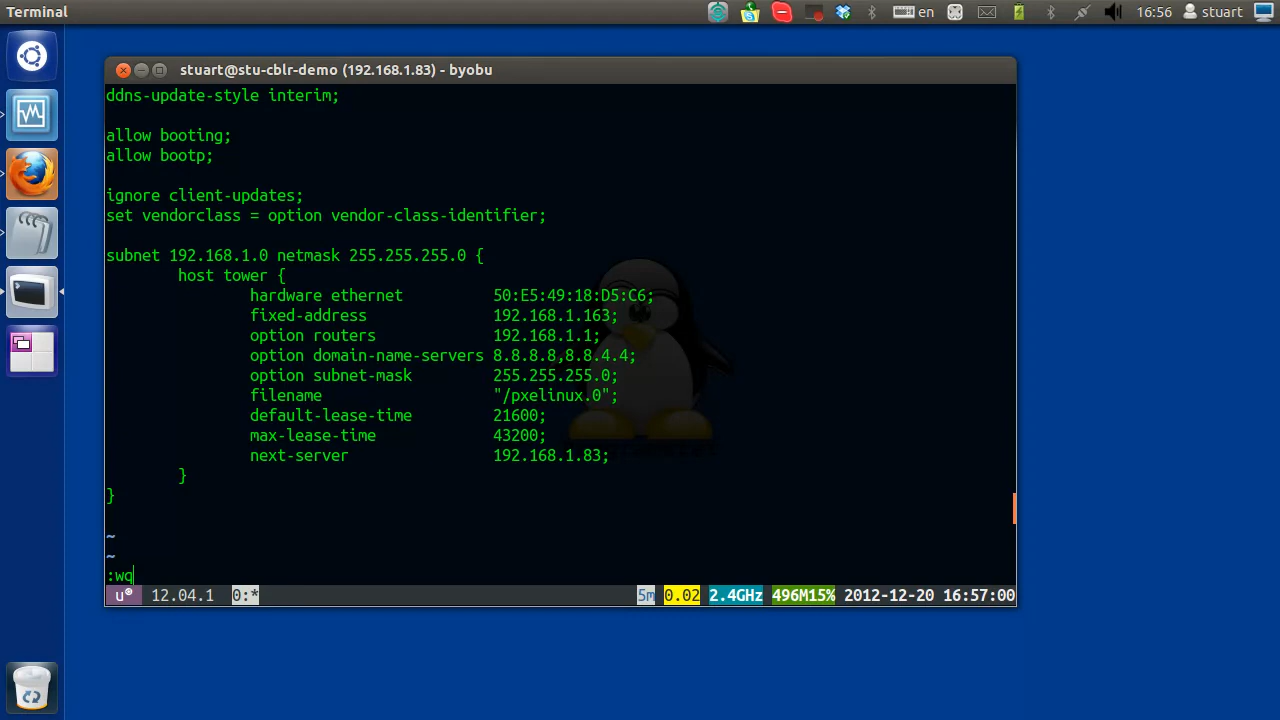 Terminal
en
16:56
stuart
stuart@stu-cblr-demo (192.168.1.83) - byobu
ddns-update-style interim;
allow booting;
allow bootp;
ignore client-updates;
set vendorclass = option vendor-class-identifier;
subnet 192.168.1.0 netmask 255.255.255.0 {
host tower {
hardware ethernet 50:E5:49:18:D5:C6;
fixed-address 192.168.1.163;
option routers 192.168.1.1;
option domain-name-servers 8.8.8.8,8.8.4.4;
option subnet-mask 255.255.255.0;
filename "/pxelinux.0";
default-lease-time 21600;
max-lease-time 43200;
next-server 192.168.1.83;
}
}
~
~
:wq
u® 12.04.1 0:* 5m 0.02 2.4GHz 496M15% 2012-12-20 16:57:00